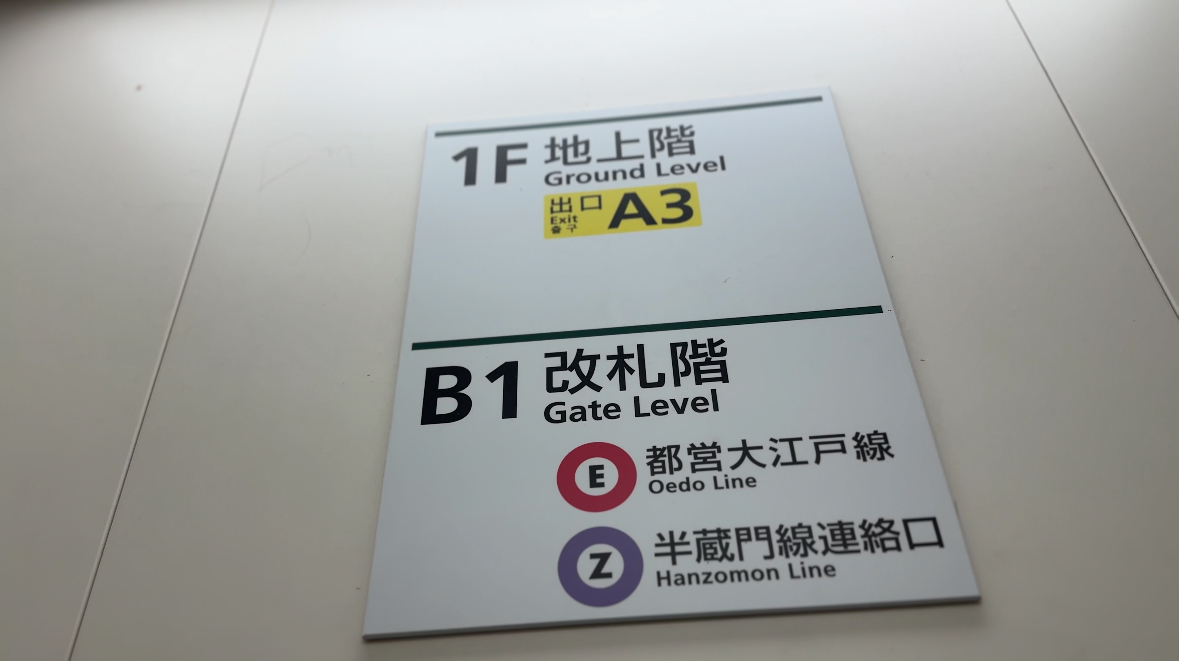 1F 地上階
Ground Level
出口 A3
Exit
출구
B1 改札階
Gate Level
E 都営大江戸線
Oedo Line
Z 半蔵門線連絡口
Hanzomon Line